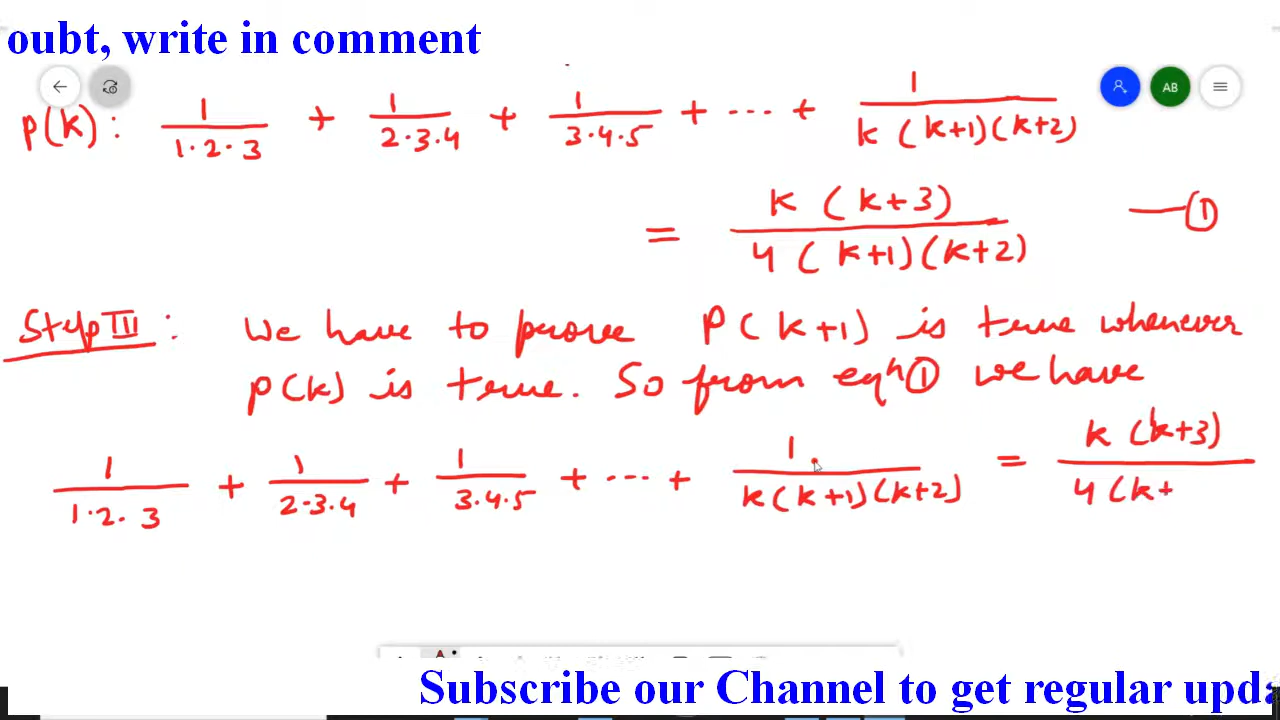 oubt, write in comment
AB
P(k): 1/(1·2·3) + 1/(2·3·4) + 1/(3·4·5) + ... + 1/(k(k+1)(k+2))
= k(k+3)/(4(k+1)(k+2)) —①
Step III: We have to prove P(k+1) is true whenever
P(k) is true. So from eqⁿ① we have
1/(1·2·3) + 1/(2·3·4) + 1/(3·4·5) + ... + 1/(k(k+1)(k+2)) = k(k+3)/(4(k+
Subscribe our Channel to get regular upda